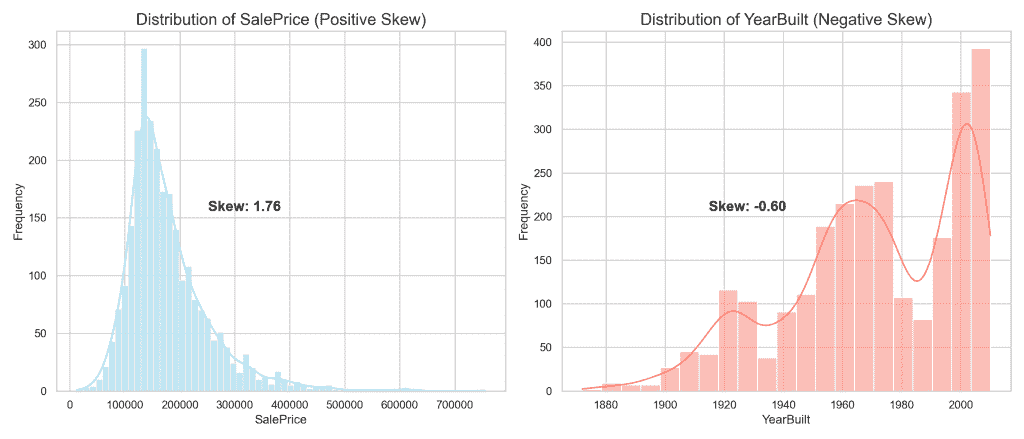 Distribution of SalePrice (Positive Skew)
300
250
200
150
100
50
0
Frequency
Skew: 1.76
0 100000 200000 300000 400000 500000 600000 700000
SalePrice
Distribution of YearBuilt (Negative Skew)
400
350
300
250
200
150
100
50
0
Frequency
Skew: -0.60
1880 1900 1920 1940 1960 1980 2000
YearBuilt